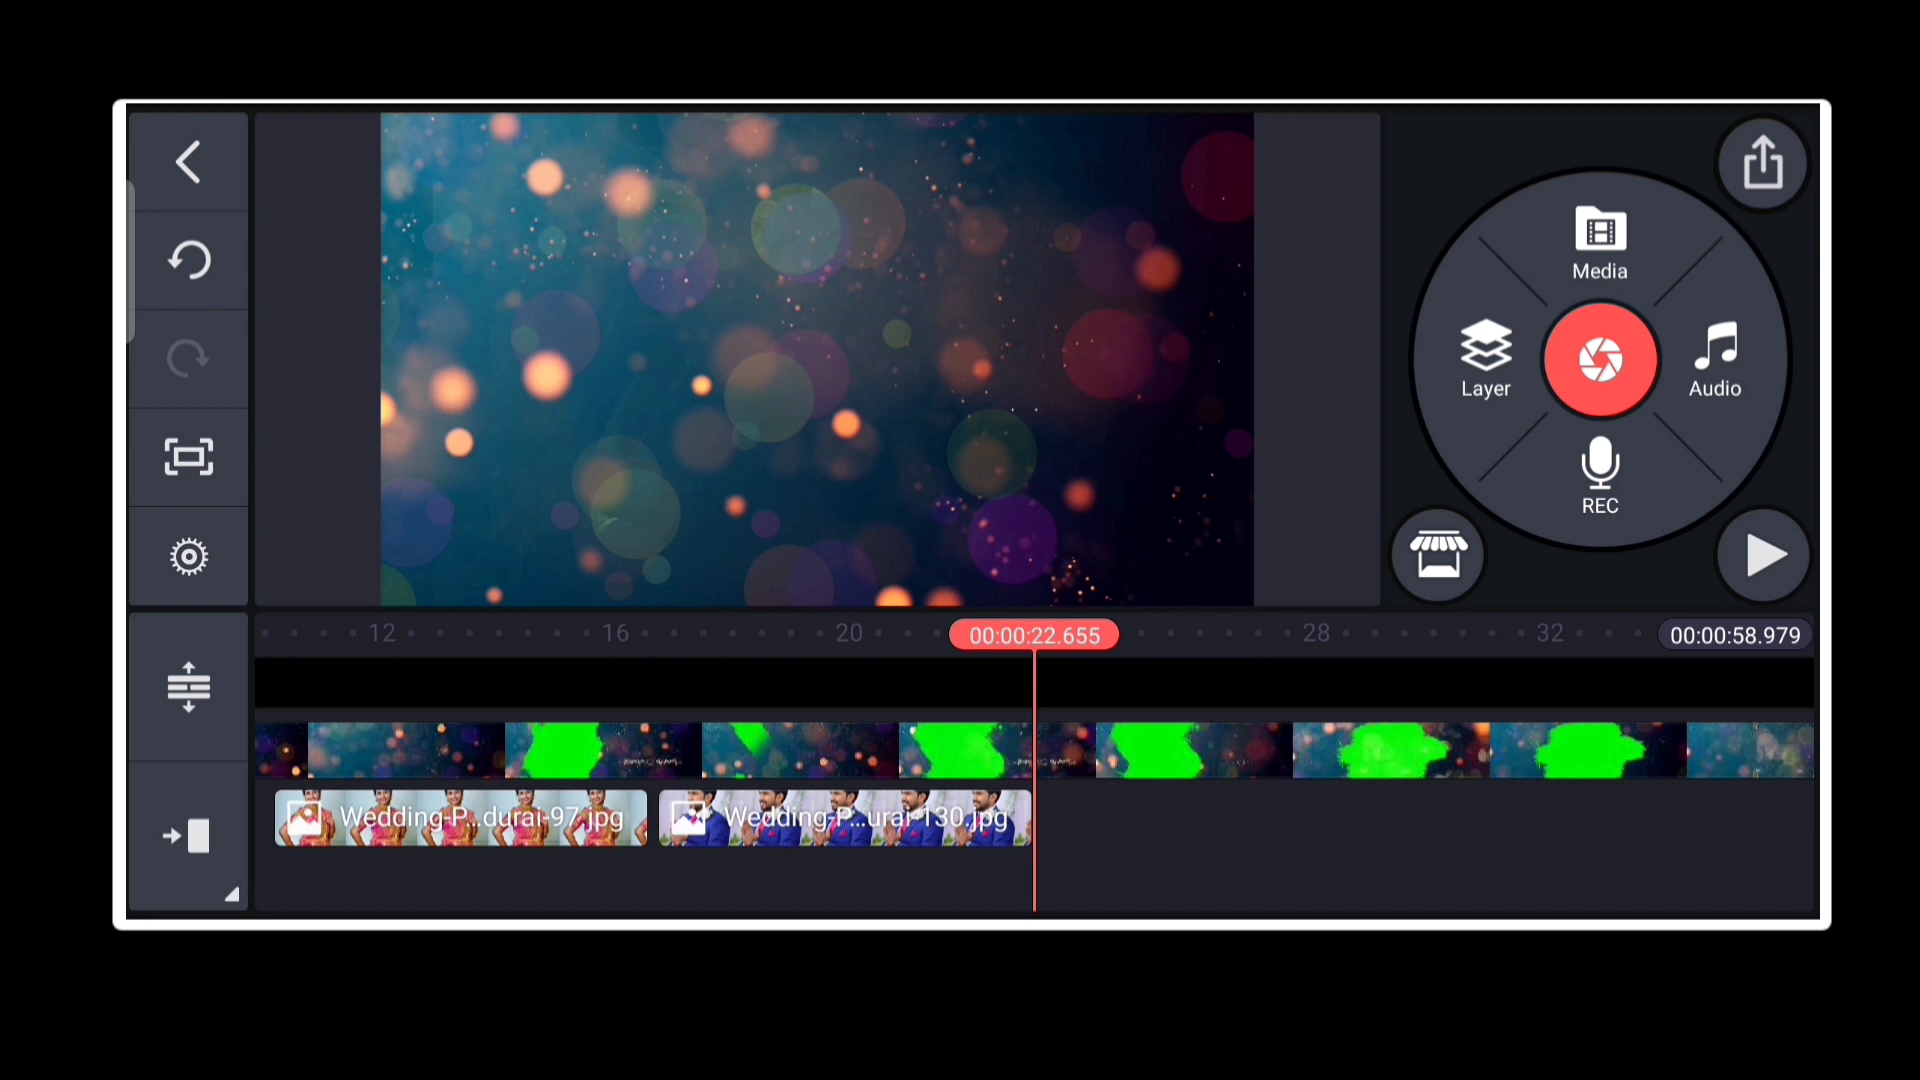 Media
Layer
Audio
REC
12
16
20
00:00:22.655
28
32
00:00:58.979
Wedding-P...durai-97.jpg
Wedding-P...urai-130.jpg